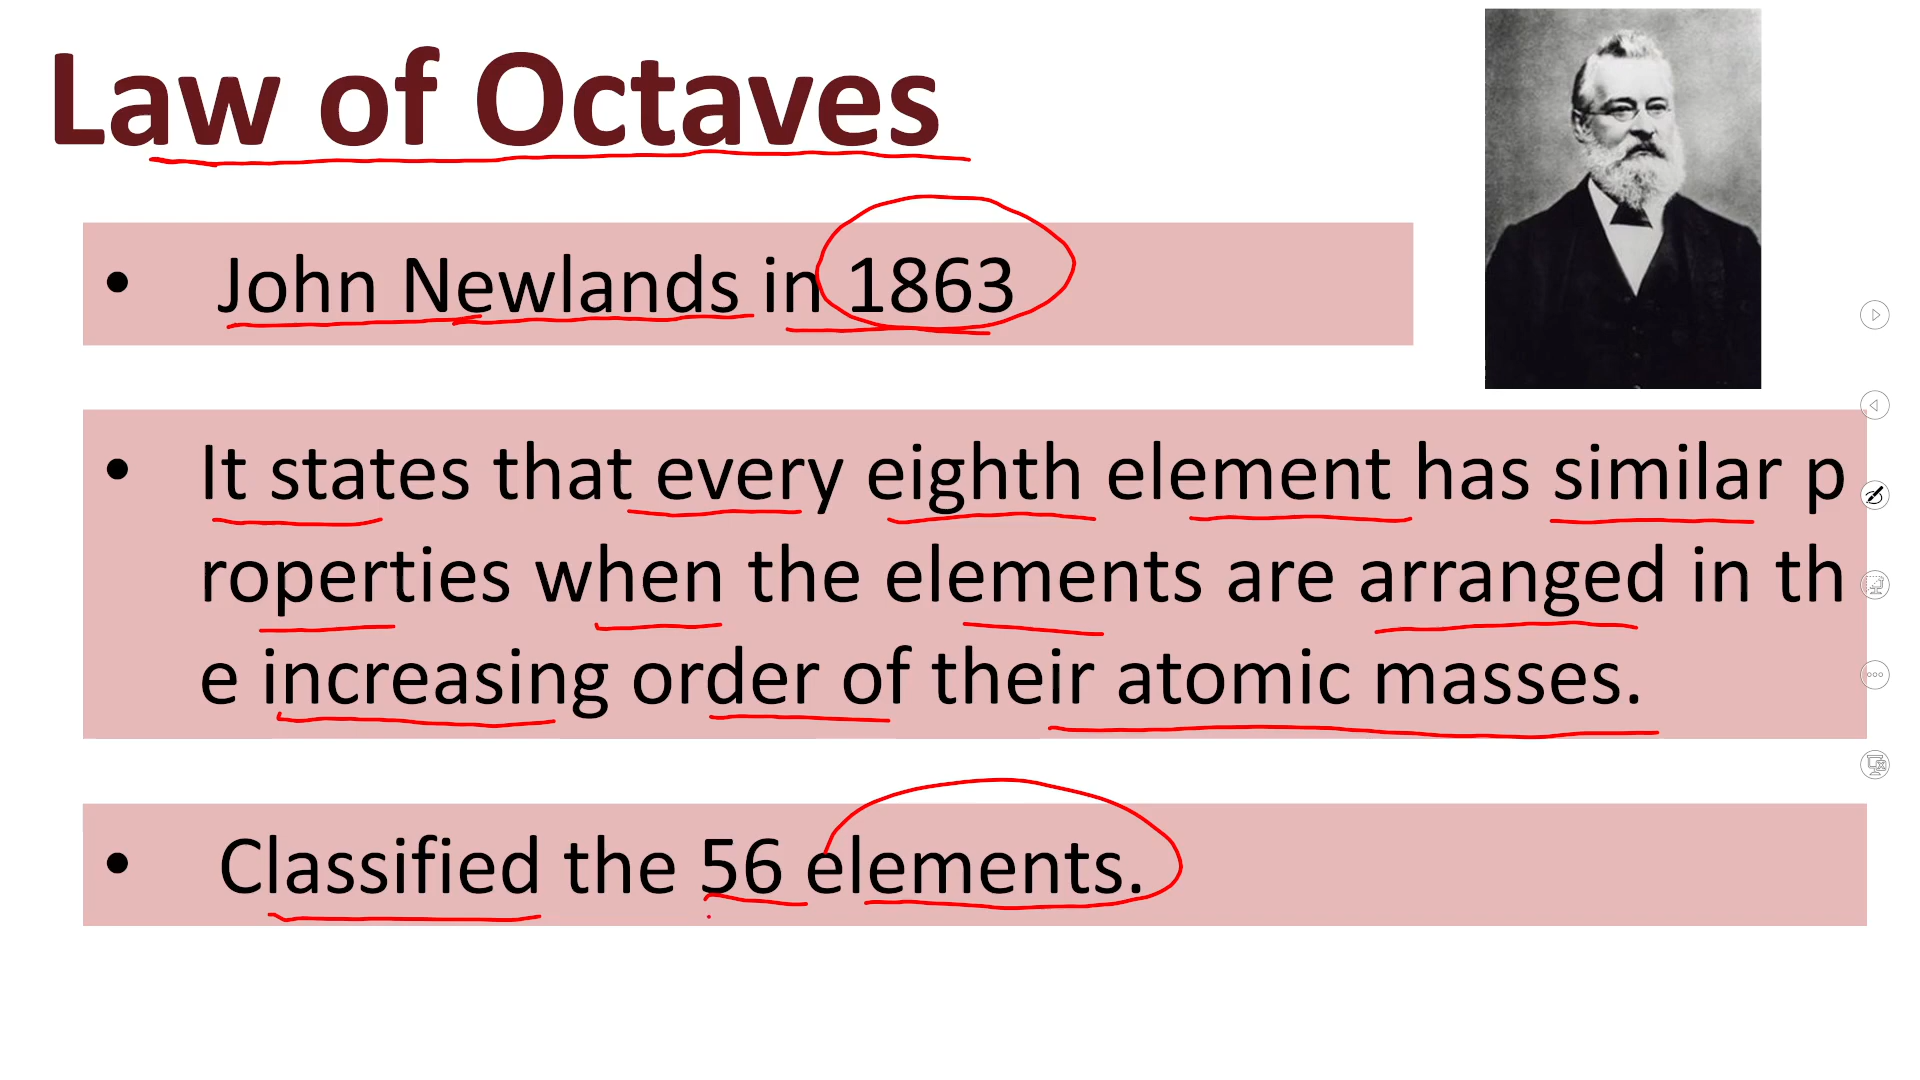 Law of Octaves
• John Newlands in 1863
• It states that every eighth element has similar p
roperties when the elements are arranged in th
e increasing order of their atomic masses.
• Classified the 56 elements.